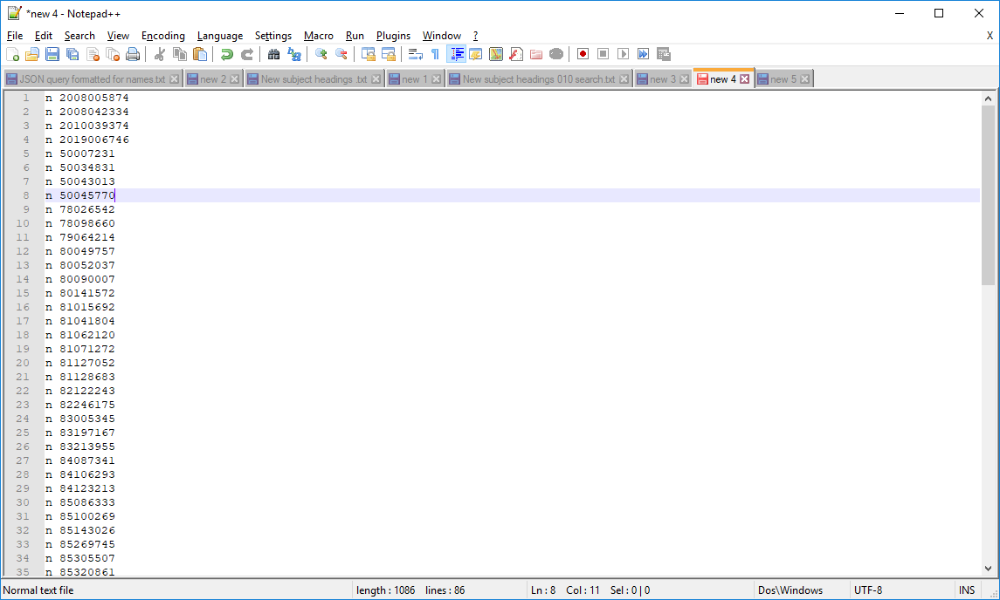 *new 4 - Notepad++
File Edit Search View Encoding Language Settings Macro Run Plugins Window ? X
JSON query formatted for names.txt new 2 New subject headings .txt new 1 New subject headings 010 search.txt new 3 new 4 new 5
1 n 2008005874
2 n 2008042334
3 n 2010039374
4 n 2019006746
5 n 50007231
6 n 50034831
7 n 50043013
8 n 50045770
9 n 78026542
10 n 78098660
11 n 79064214
12 n 80049757
13 n 80052037
14 n 80090007
15 n 80141572
16 n 81015692
17 n 81041804
18 n 81062120
19 n 81071272
20 n 81127052
21 n 81128683
22 n 82122243
23 n 82246175
24 n 83005345
25 n 83197167
26 n 83213955
27 n 84087341
28 n 84106293
29 n 84123213
30 n 85086333
31 n 85100269
32 n 85143026
33 n 85269745
34 n 85305507
35 n 85320861
Normal text file length : 1086 lines : 86 Ln : 8 Col : 11 Sel : 0 | 0 Dos\Windows UTF-8 INS